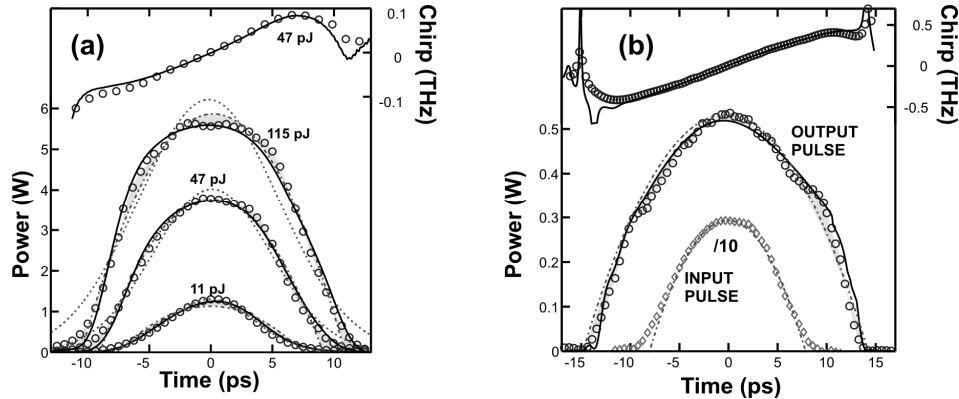 (a)
47 pJ
0.1
0
-0.1
Chirp (THz)
6
5
4
3
2
1
0
Power (W)
115 pJ
47 pJ
11 pJ
-10
-5
0
5
10
Time (ps)
(b)
0.5
0
-0.5
Chirp (THz)
0.5
0.4
0.3
0.2
0.1
0
Power (W)
OUTPUT
PULSE
/10
INPUT
PULSE
-15
-10
-5
0
5
10
15
Time (ps)